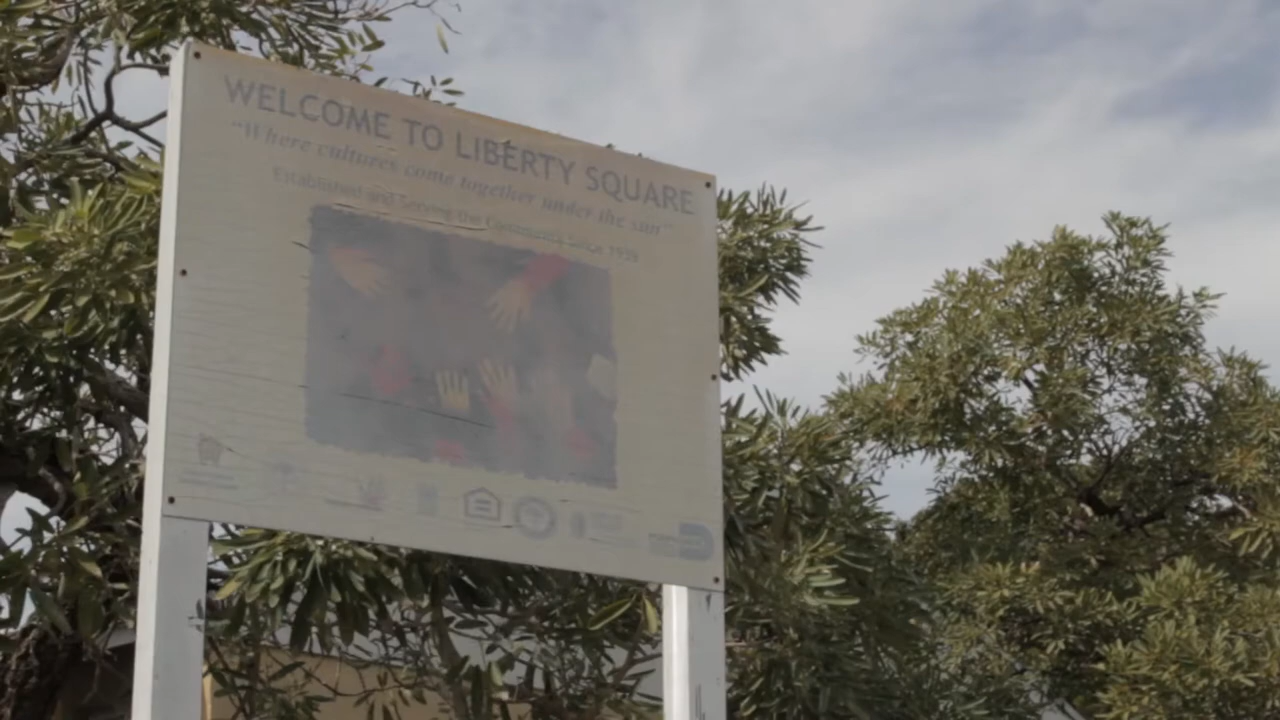 WELCOME TO LIBERTY SQUARE
"Where cultures come together under the sun"
Established and Serving the Community Since 1939